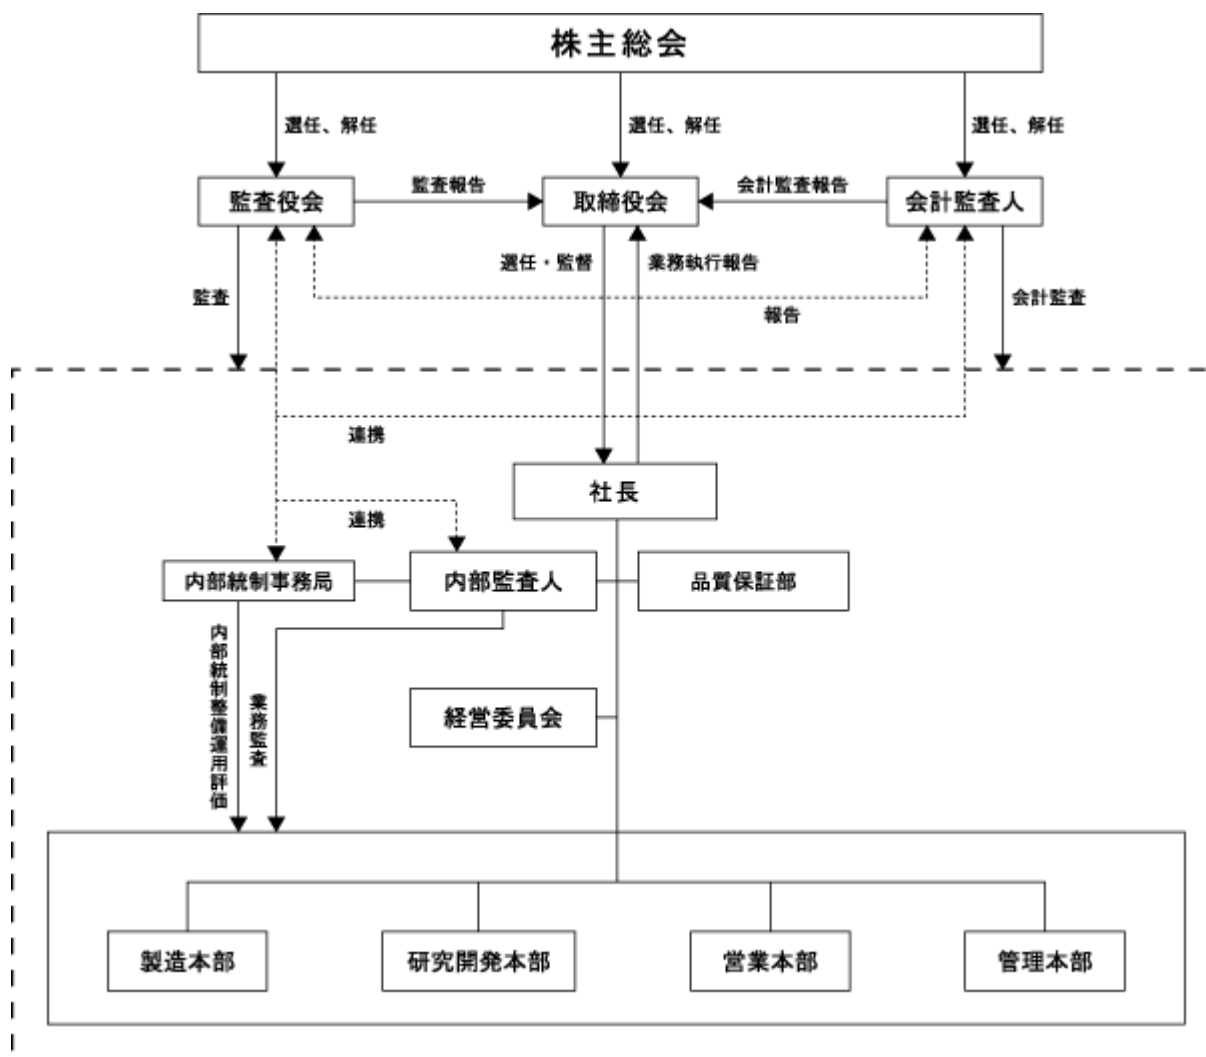 株主総会
選任、解任
選任、解任
選任、解任
監査役会
監査報告
取締役会
会計監査報告
会計監査人
選任・監督
業務執行報告
監査
報告
会計監査
連携
社長
連携
内部統制事務局
内部監査人
品質保証部
内部統制整備運用評価
業務監査
経営委員会
製造本部
研究開発本部
営業本部
管理本部